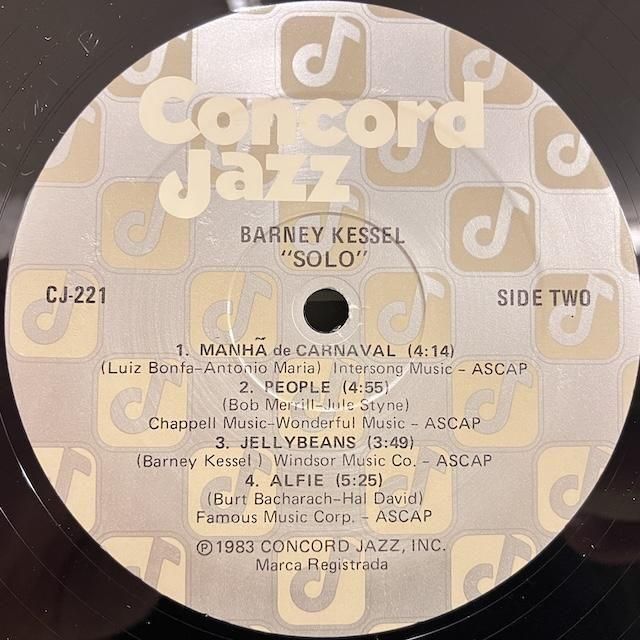 Concord
Jazz
BARNEY KESSEL
"SOLO"
CJ-221
SIDE TWO
1. MANHÃ de CARNAVAL (4:14)
(Luiz Bonfa-Antonio Maria) Intersong Music - ASCAP
2. PEOPLE (4:55)
(Bob Merrill-Jule Styne)
Chappell Music-Wonderful Music - ASCAP
3. JELLYBEANS (3:49)
(Barney Kessel ) Windsor Music Co. - ASCAP
4. ALFIE (5:25)
(Burt Bacharach-Hal David)
Famous Music Corp. - ASCAP
℗ 1983 CONCORD JAZZ, INC.
Marca Registrada